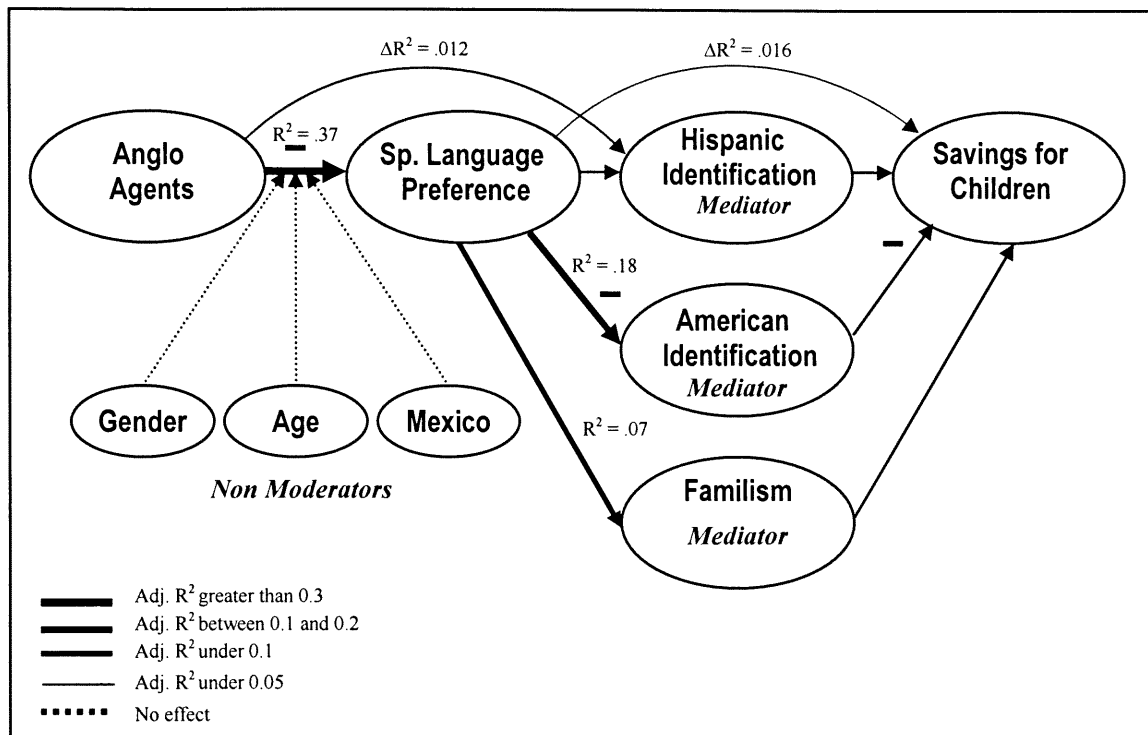 ΔR² = .012
ΔR² = .016
R² = .37
Anglo
Agents
Sp. Language
Preference
Hispanic
Identification
Mediator
Savings for
Children
R² = .18
American
Identification
Mediator
Gender
Age
Mexico
Non Moderators
R² = .07
Familism
Mediator
Adj. R² greater than 0.3
Adj. R² between 0.1 and 0.2
Adj. R² under 0.1
Adj. R² under 0.05
No effect